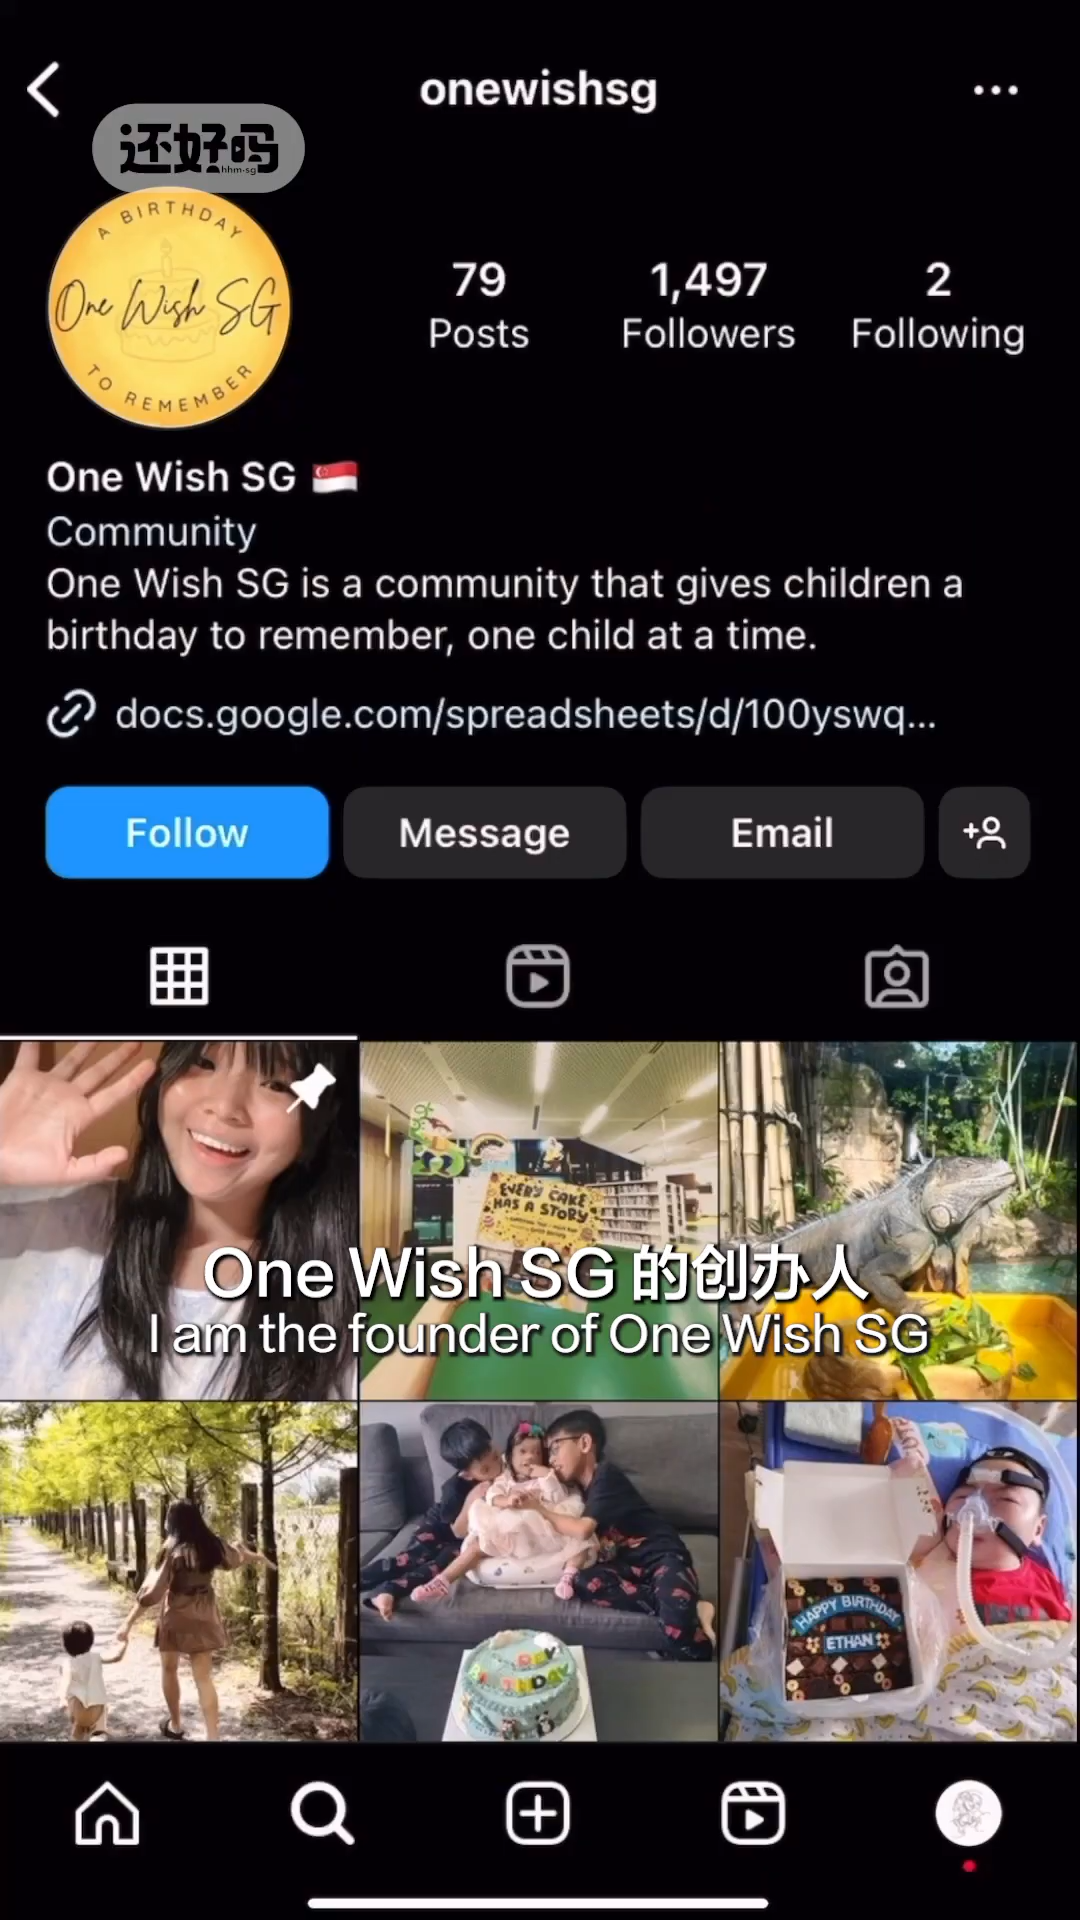 onewishsg
还好吗
hhm·sg
A BIRTHDAY
One Wish SG
TO REMEMBER
79
Posts
1,497
Followers
2
Following
One Wish SG
Community
One Wish SG is a community that gives children a
birthday to remember, one child at a time.
docs.google.com/spreadsheets/d/100yswq...
Follow
Message
Email
EVERY CAKE
HAS A STORY
One Wish SG 的创办人
I am the founder of One Wish SG
HAPPY BIRTHDAY
ETHAN